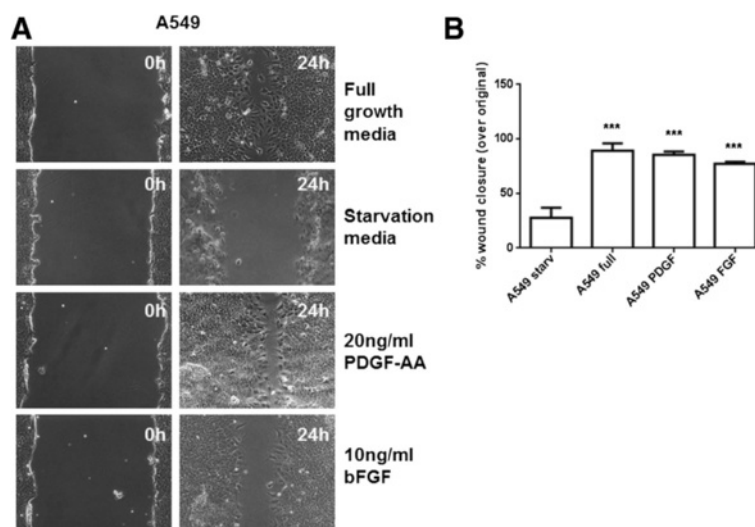 A
A549
0h
24h
Full
growth
media
0h
24h
Starvation
media
0h
24h
20ng/ml
PDGF-AA
0h
24h
10ng/ml
bFGF
B
% wound closure (over original)
150
100
50
0
***
***
***
A549 starv
A549 full
A549 PDGF
A549 FGF